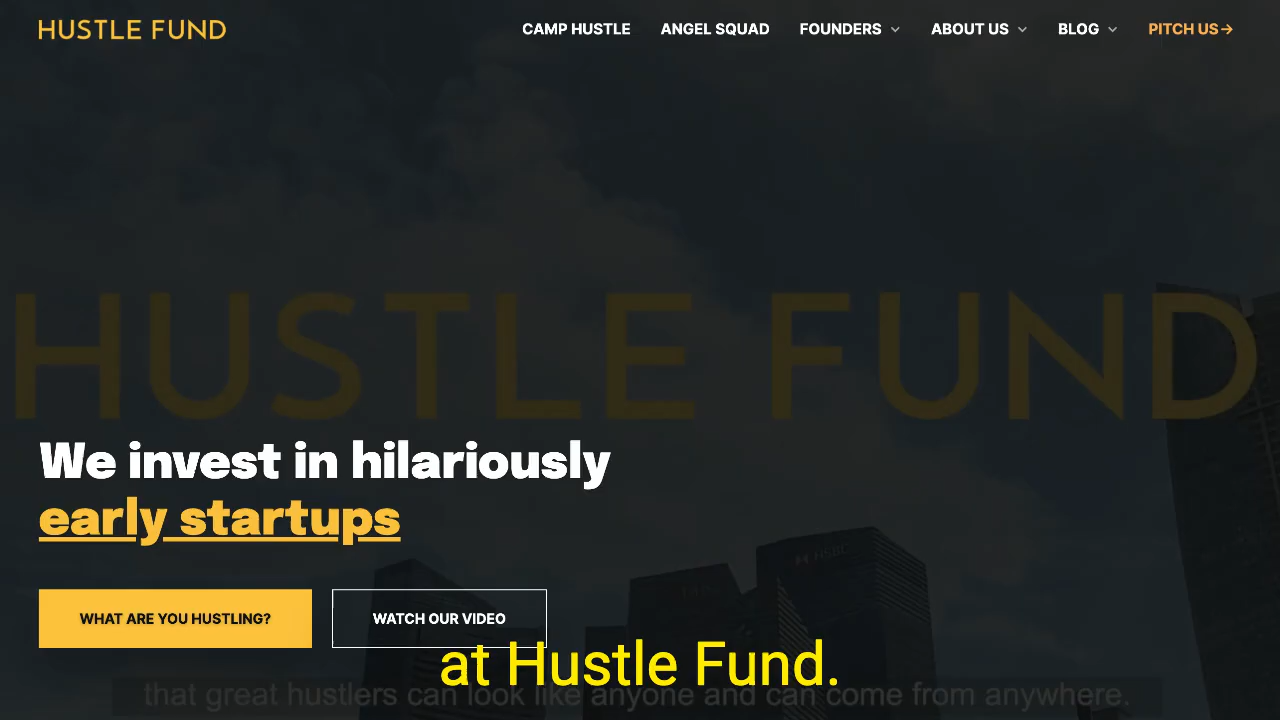 HUSTLE FUND
CAMP HUSTLE ANGEL SQUAD FOUNDERS ABOUT US BLOG PITCH US→
HUSTLE FUND
HSBC
We invest in hilariously
early startups
WHAT ARE YOU HUSTLING?
WATCH OUR VIDEO
at Hustle Fund.
that great hustlers can look like anyone and can come from anywhere.